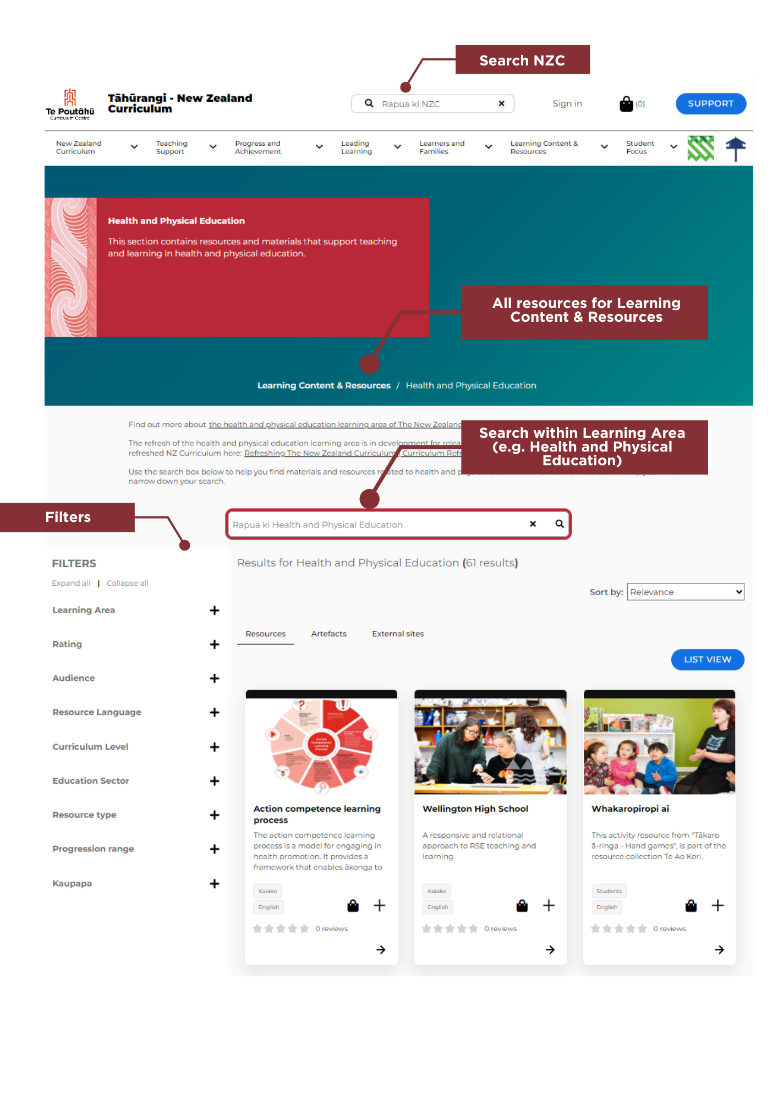 Search NZC
Te Poutāhū
Curriculum Centre
Tāhūrangi - New Zealand
Curriculum
Rapua ki NZC
Sign in
(0)
SUPPORT
New Zealand
Curriculum
Teaching
Support
Progress and
Achievement
Leading
Learning
Learners and
Families
Learning Content &
Resources
Student
Focus
Health and Physical Education
This section contains resources and materials that support teaching
and learning in health and physical education.
All resources for Learning
Content & Resources
Learning Content & Resources / Health and Physical Education
Find out more about the health and physical education learning area of The New Zealand
The refresh of the health and physical education learning area is in development for
refreshed NZ Curriculum here: Refreshing The New Zealand Curriculum / Curriculum
Use the search box below to help you find materials and resources related to health and
narrow down your search.
Search within Learning Area
(e.g. Health and Physical
Education)
Filters
Rapua ki Health and Physical Education
FILTERS
Expand all | Collapse all
Learning Area
Rating
Audience
Resource Language
Curriculum Level
Education Sector
Resource type
Progression range
Kaupapa
Results for Health and Physical Education (61 results)
Sort by: Relevance
Resources
Artefacts
External sites
LIST VIEW
Action competence learning
process
The action competence learning
process is a model for engaging in
health promotion. It provides a
framework that enables ākonga to
Kaiako
English
0 reviews
Wellington High School
A responsive and relational
approach to RSE teaching and
learning.
Kaiako
English
0 reviews
Whakaropiropi ai
This activity resource from "Tākaro
ā-ringa - Hand games", is part of the
resource collection Te Ao Kori.
Students
English
0 reviews